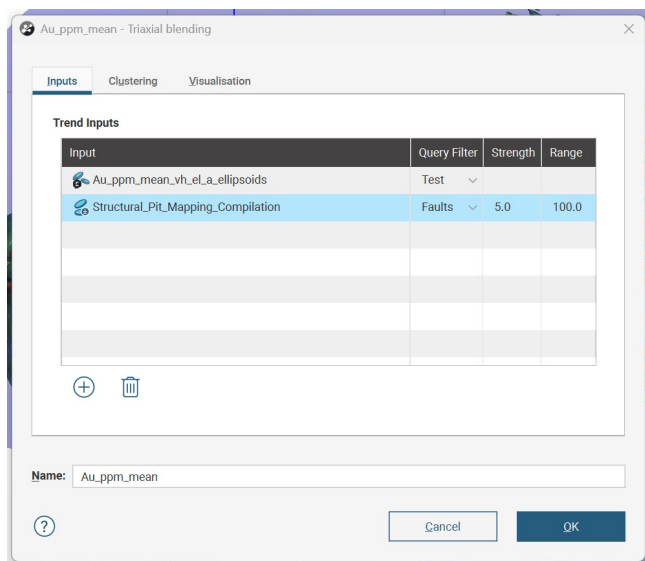 Au_ppm_mean - Triaxial blending
Inputs Clustering Visualisation
Trend Inputs
Input Query Filter Strength Range
Au_ppm_mean_vh_el_a_ellipsoids Test
Structural_Pit_Mapping_Compilation Faults 5.0 100.0
Name: Au_ppm_mean
? Cancel OK